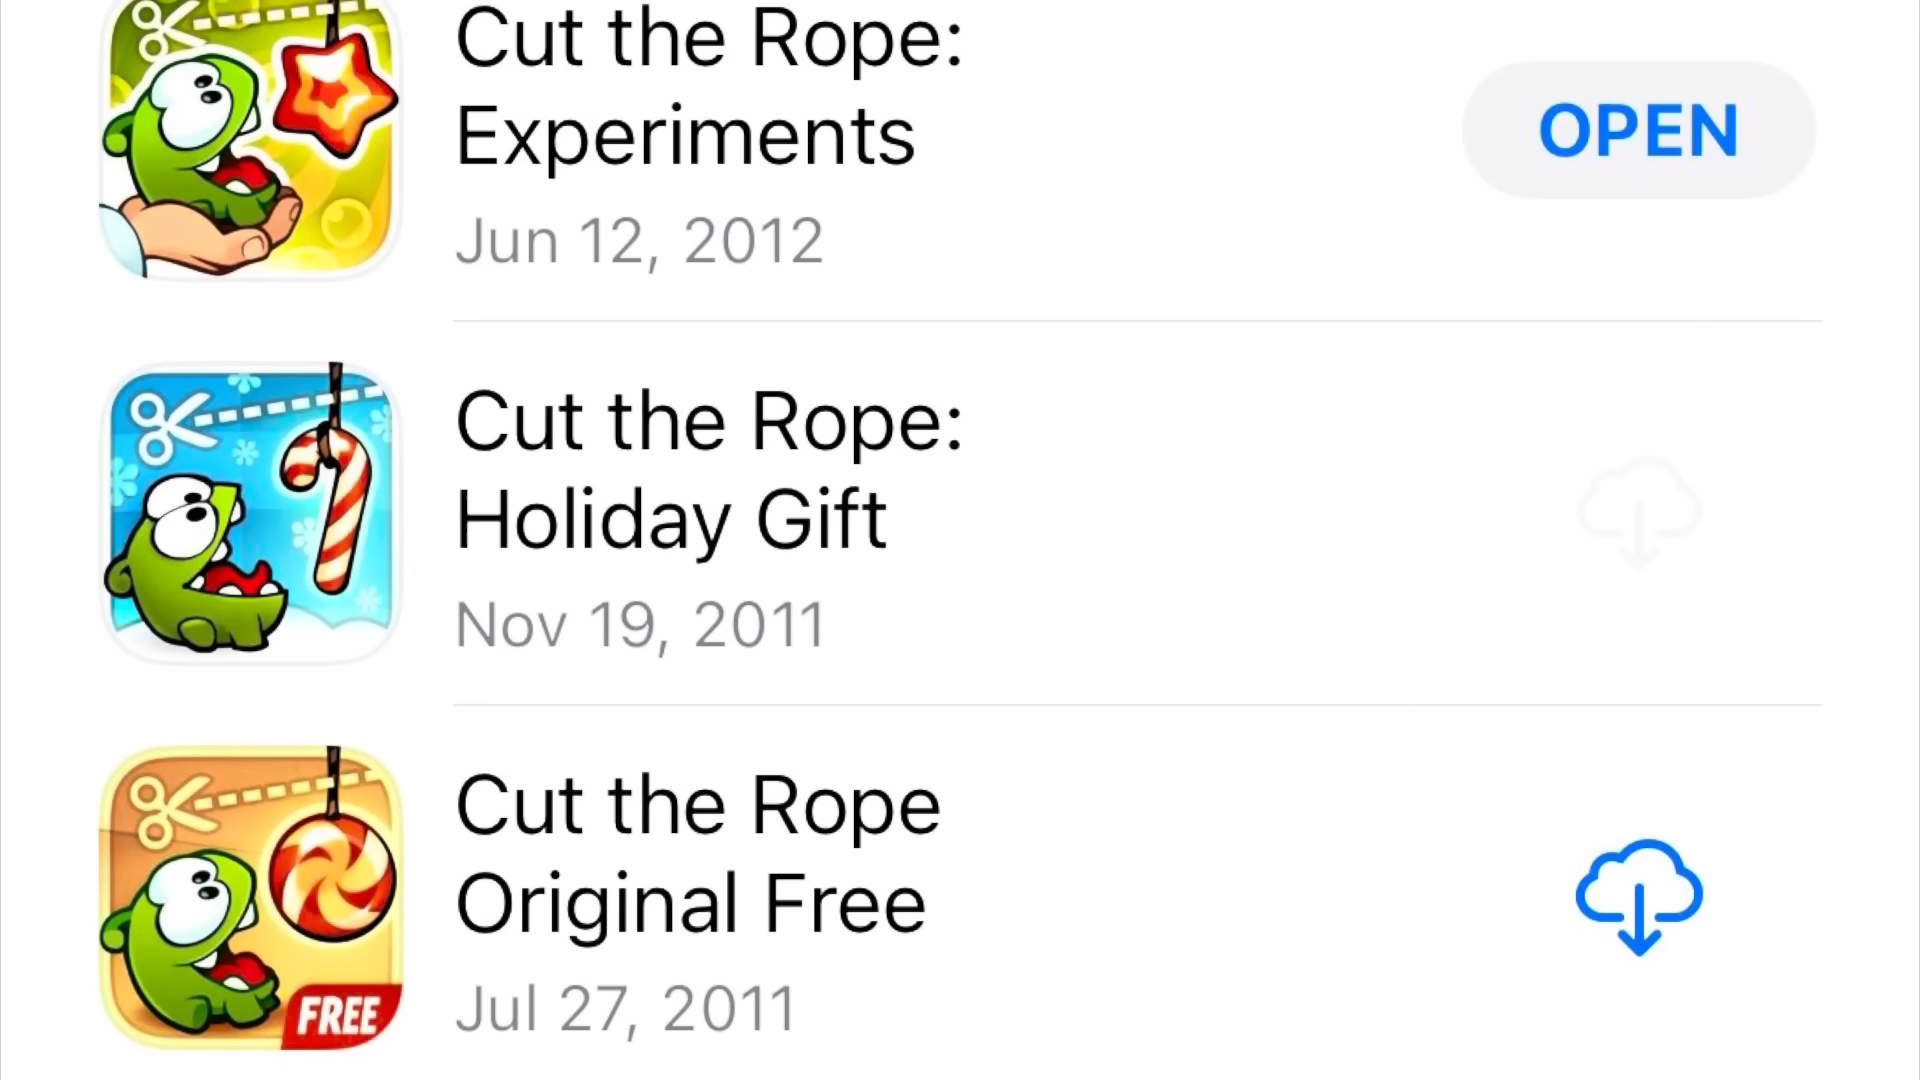 Cut the Rope:
Experiments
OPEN
Jun 12, 2012
Cut the Rope:
Holiday Gift
Nov 19, 2011
Cut the Rope
Original Free
Jul 27, 2011
FREE